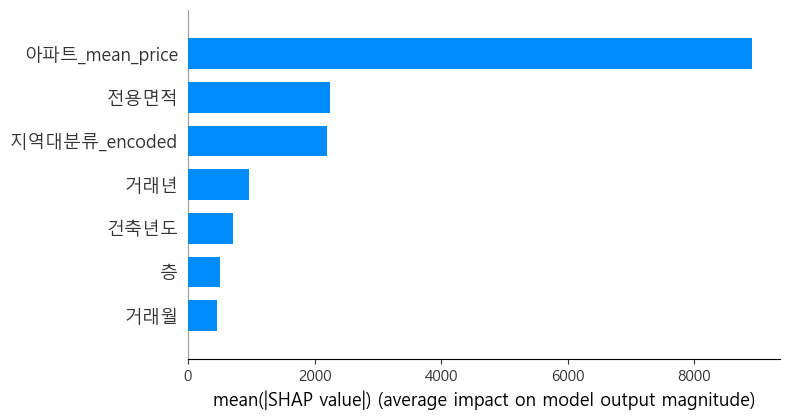 아파트_mean_price
전용면적
지역대분류_encoded
거래년
건축년도
층
거래월
0 2000 4000 6000 8000
mean(|SHAP value|) (average impact on model output magnitude)